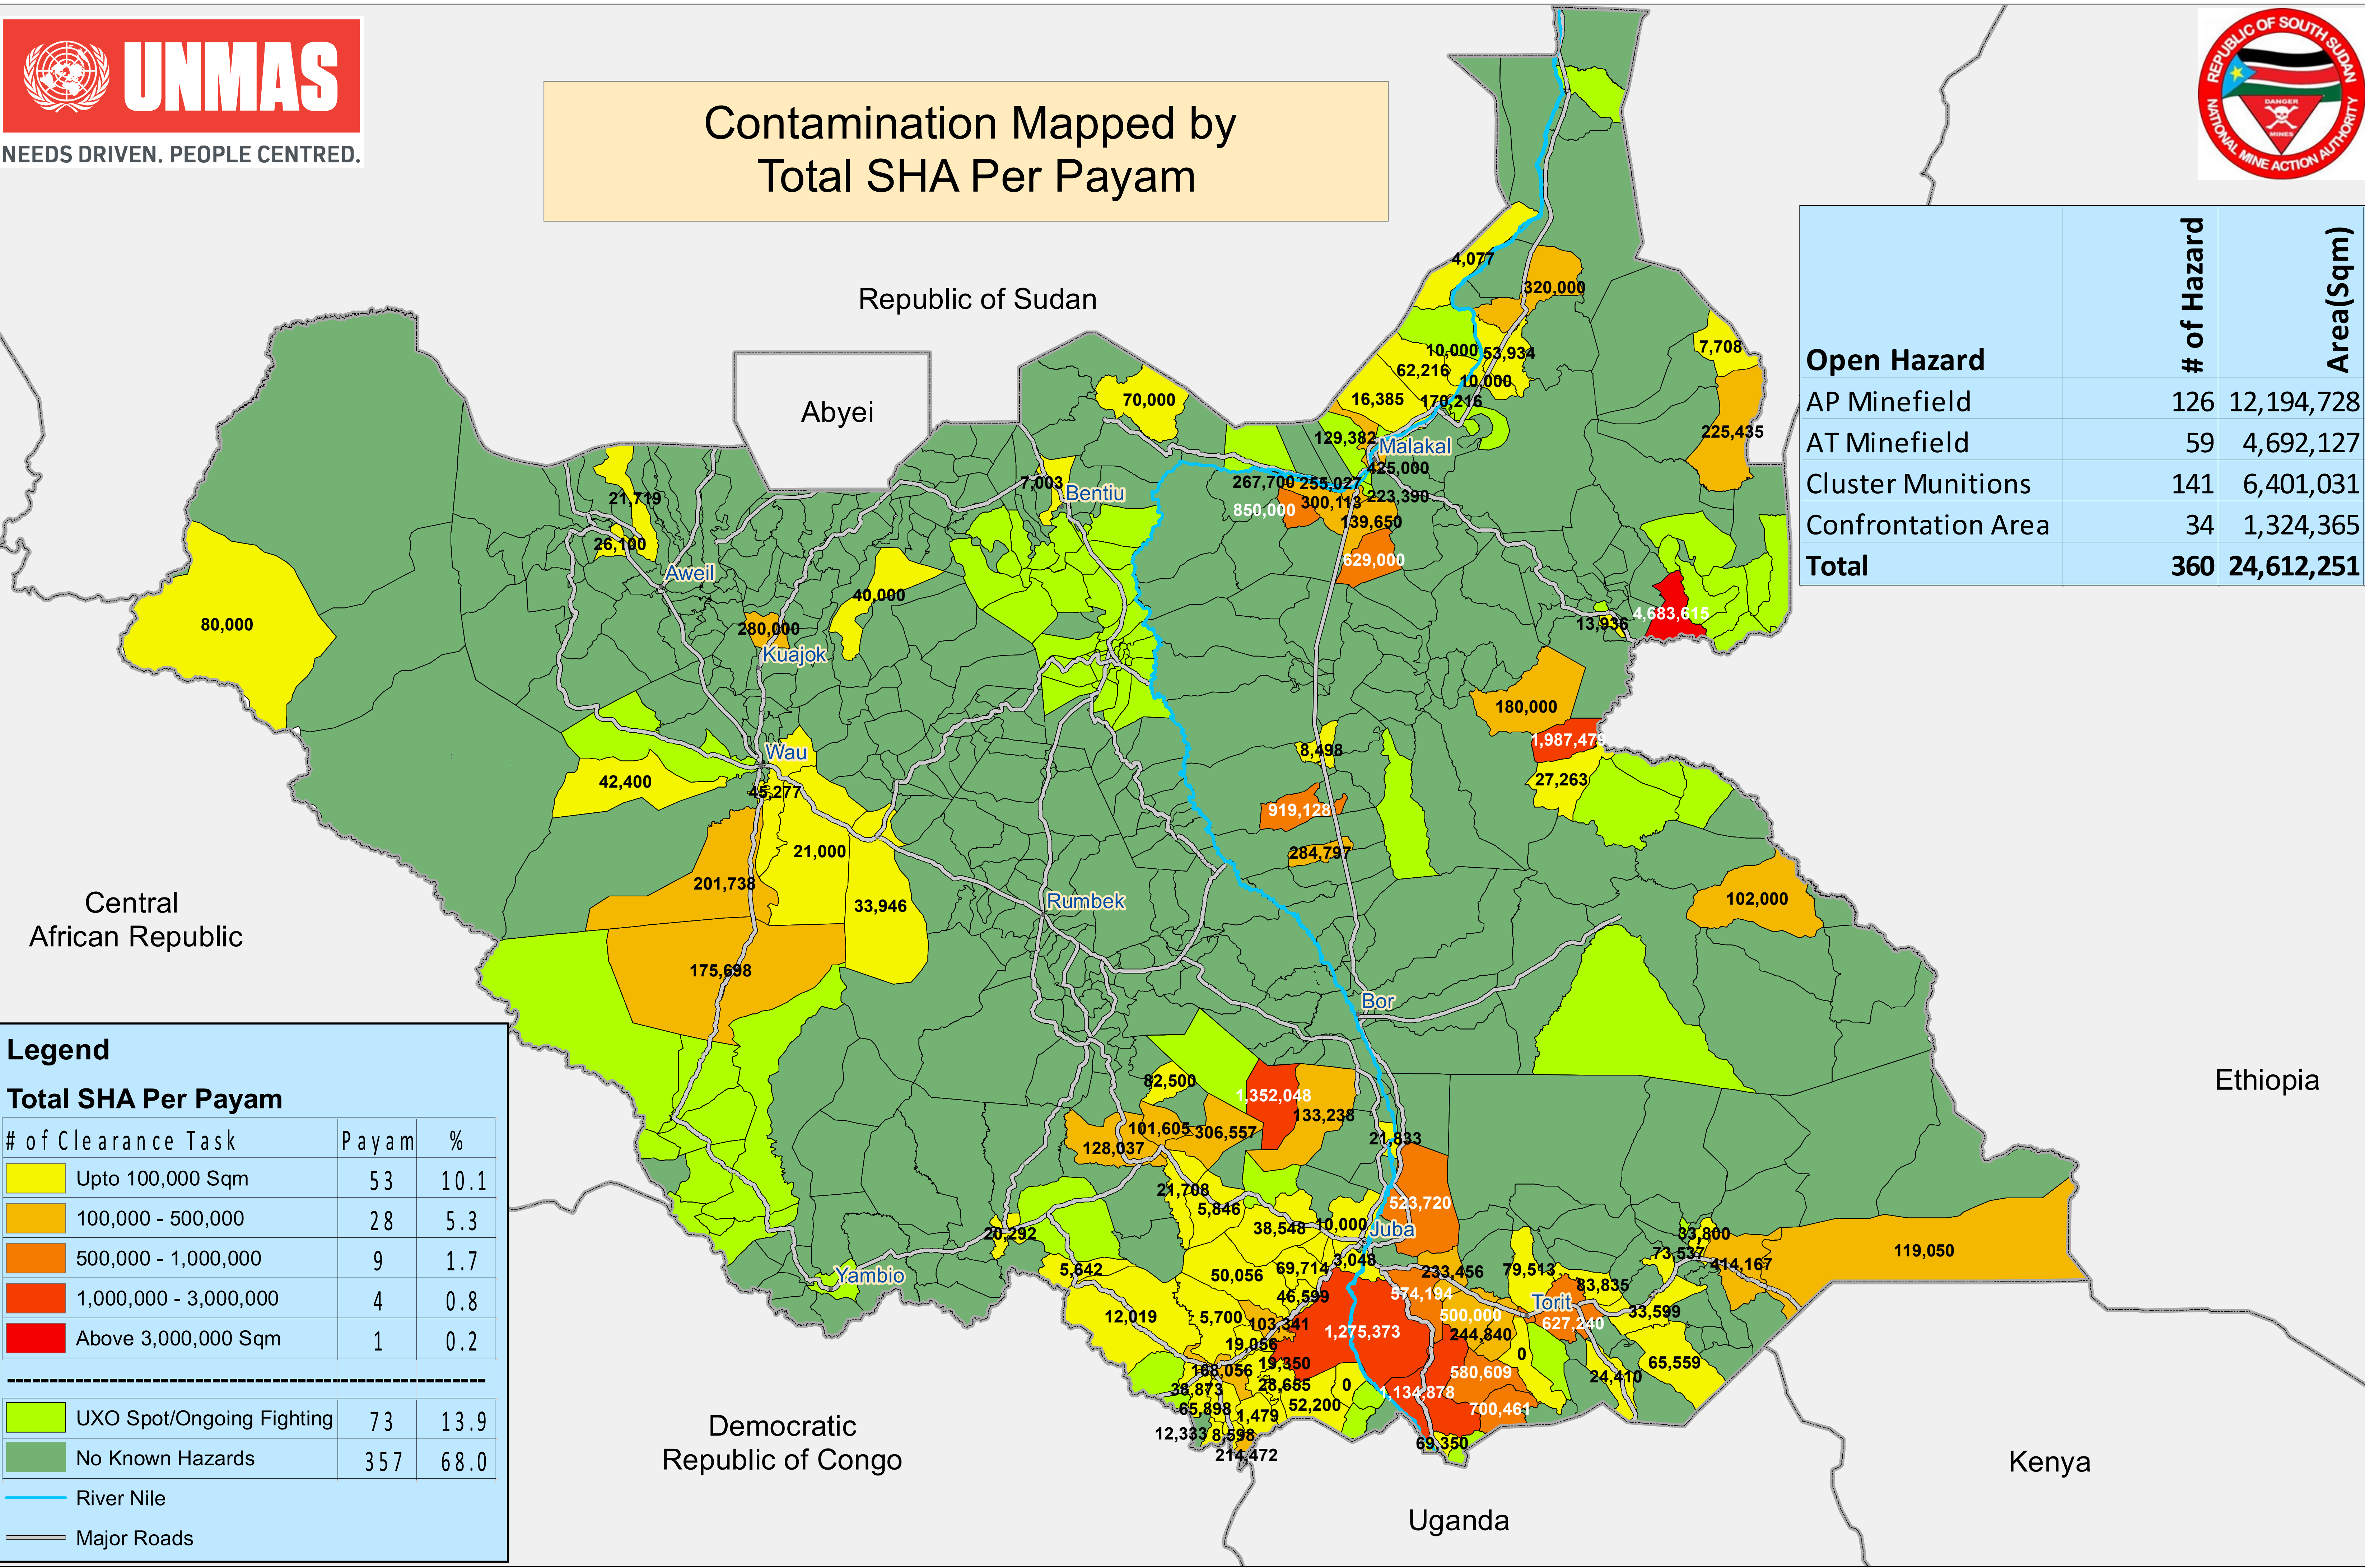 UNMAS
NEEDS DRIVEN. PEOPLE CENTRED.
Contamination Mapped by
Total SHA Per Payam
REPUBLIC OF SOUTH SUDAN
DANGER
MINES
NATIONAL MINE ACTION AUTHORITY
Open Hazard # of Hazard Area(Sqm)
AP Minefield 126 12,194,728
AT Minefield 59 4,692,127
Cluster Munitions 141 6,401,031
Confrontation Area 34 1,324,365
Total 360 24,612,251
Republic of Sudan
Abyei
4,077
320,000
10,000 53,934
7,708
62,216
10,000
16,385 170,216
70,000
129,382
225,435
Malakal
425,000
7,003
Bentiu
267,700 255,027
223,390
21,719
850,000 300,113
139,650
26,100
629,000
Aweil
40,000
80,000
280,000
13,936
4,683,615
Kuajok
180,000
1,987,479
Wau
8,498
42,400
45,277
27,263
919,128
21,000
284,797
201,738
102,000
Rumbek
33,946
Central
African Republic
175,698
Bor
Ethiopia
82,500
1,352,048
133,238
101,605 306,557
21,833
128,037
21,708
523,720
5,846
38,548 10,000
Juba
20,292
33,800
73,537
119,050
5,642
3,048
69,714
50,056
233,456
79,513
414,167
Yambio
83,835
46,599
574,194
Torit
33,599
12,019
5,700
103,341
1,275,373
500,000
627,240
244,840
19,056
0
19,350
65,559
168,056
580,609
24,410
38,873
28,655
0
1,134,878
65,898
52,200
700,461
1,479
12,333 8,598
69,350
214,472
Democratic
Republic of Congo
Kenya
Uganda
Legend
Total SHA Per Payam
# of Clearance Task Payam %
Upto 100,000 Sqm 53 10.1
100,000 - 500,000 28 5.3
500,000 - 1,000,000 9 1.7
1,000,000 - 3,000,000 4 0.8
Above 3,000,000 Sqm 1 0.2
UXO Spot/Ongoing Fighting 73 13.9
No Known Hazards 357 68.0
River Nile
Major Roads